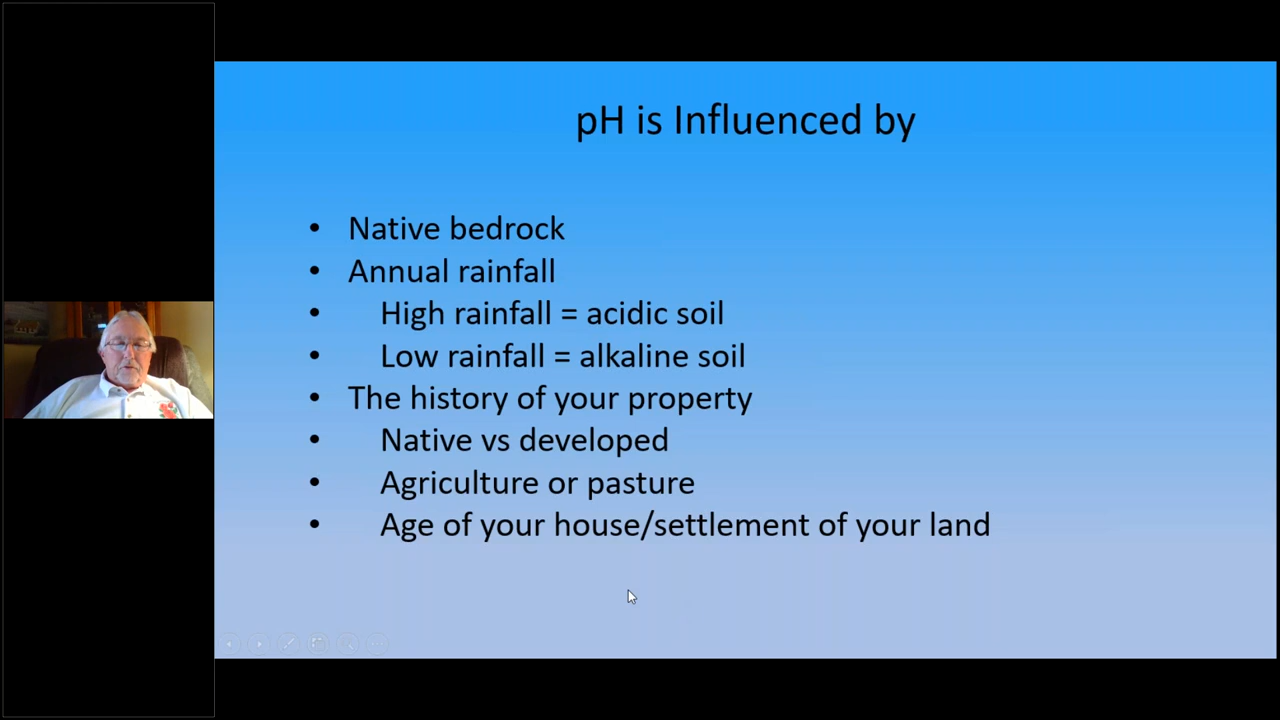 pH is Influenced by
• Native bedrock
• Annual rainfall
• High rainfall = acidic soil
• Low rainfall = alkaline soil
• The history of your property
• Native vs developed
• Agriculture or pasture
• Age of your house/settlement of your land